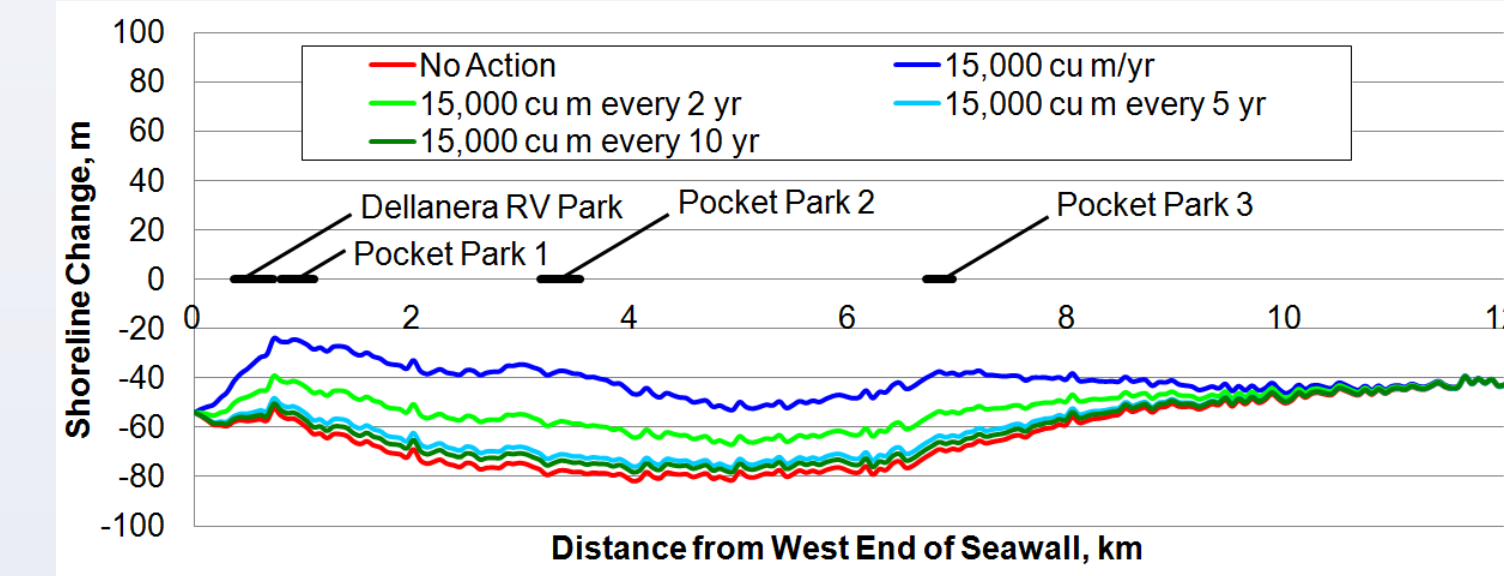 100
80
60
40
20
0
-20
-40
-60
-80
-100
Shoreline Change, m
No Action
15,000 cu m/yr
15,000 cu m every 2 yr
15,000 cu m every 5 yr
15,000 cu m every 10 yr
Dellanera RV Park
Pocket Park 1
Pocket Park 2
Pocket Park 3
0 2 4 6 8 10
Distance from West End of Seawall, km